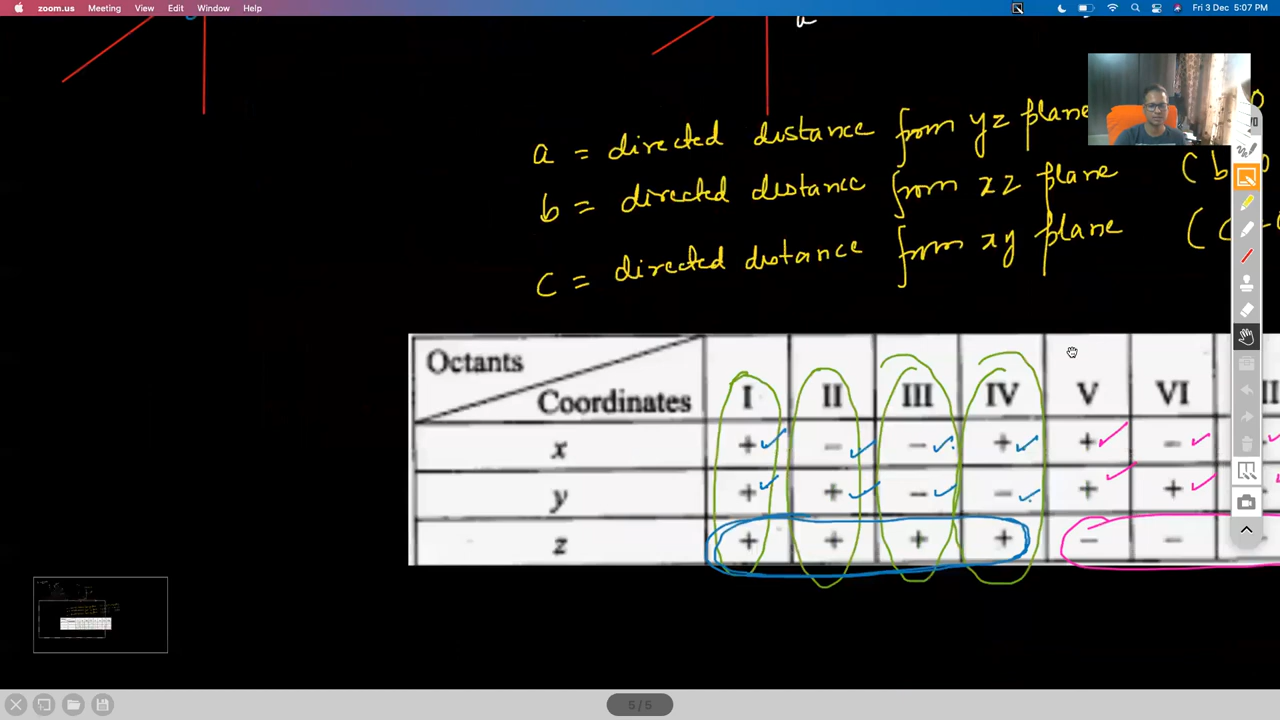 zoom.us Meeting View Edit Window Help Fri 3 Dec 5:07 PM
a
a = directed distance from yz plane
b = directed distance from xz plane ( b
c = directed distance from xy plane ( c
Octants
Coordinates I II III IV V VI
x + - - + + -
y + + - - + +
z + + + + - -
5 / 5